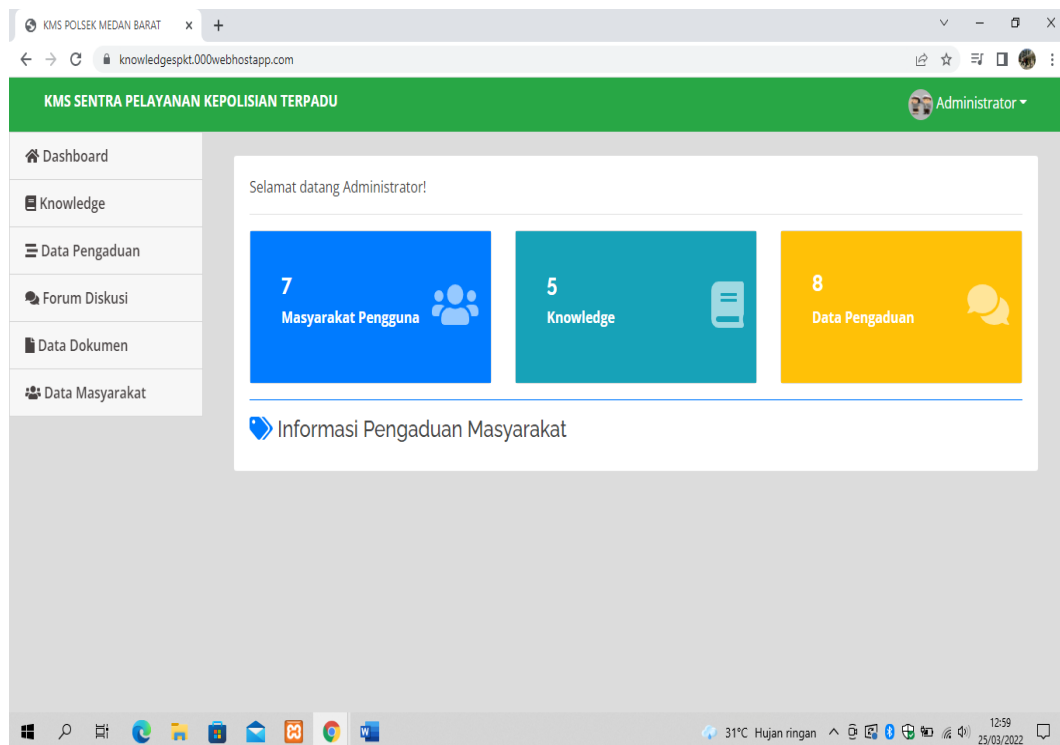 KMS POLSEK MEDAN BARAT
knowledgespkt.000webhostapp.com
KMS SENTRA PELAYANAN KEPOLISIAN TERPADU
Administrator
Dashboard
Knowledge
Data Pengaduan
Forum Diskusi
Data Dokumen
Data Masyarakat
Selamat datang Administrator!
7
Masyarakat Pengguna
5
Knowledge
8
Data Pengaduan
Informasi Pengaduan Masyarakat
31°C Hujan ringan
12:59
25/03/2022